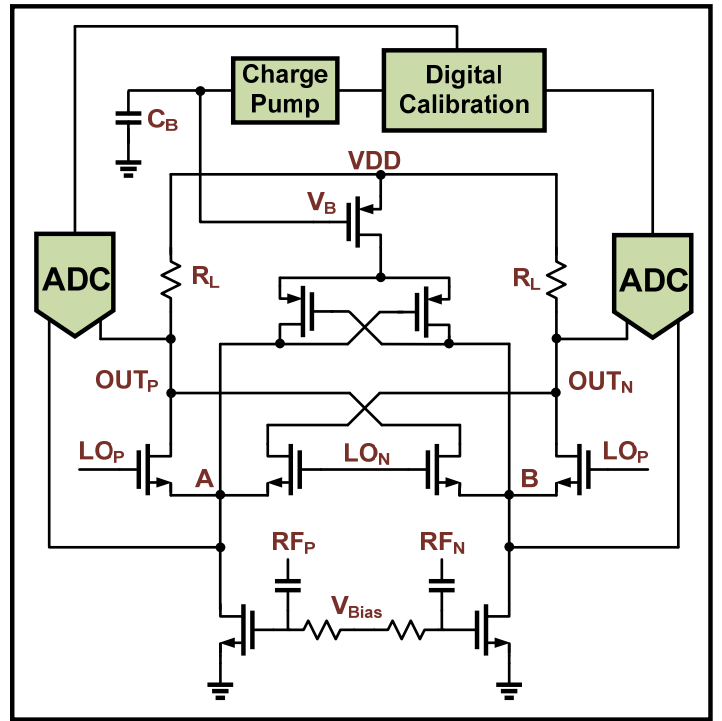 Charge
Pump
Digital
Calibration
C_B
VDD
V_B
ADC
R_L
R_L
ADC
OUT_P
OUT_N
LO_P
A
LO_N
B
LO_P
RF_P
RF_N
V_Bias